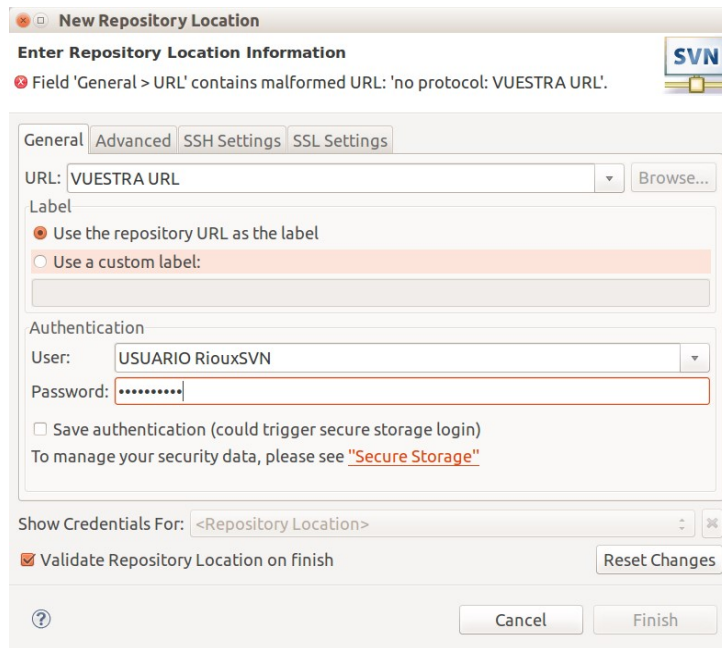 New Repository Location
Enter Repository Location Information
Field 'General > URL' contains malformed URL: 'no protocol: VUESTRA URL'.
SVN
General Advanced SSH Settings SSL Settings
URL: VUESTRA URL Browse...
Label
Use the repository URL as the label
Use a custom label:
Authentication
User: USUARIO RiouxSVN
Password: ••••••••••
Save authentication (could trigger secure storage login)
To manage your security data, please see "Secure Storage"
Show Credentials For: <Repository Location>
Validate Repository Location on finish Reset Changes
? Cancel Finish